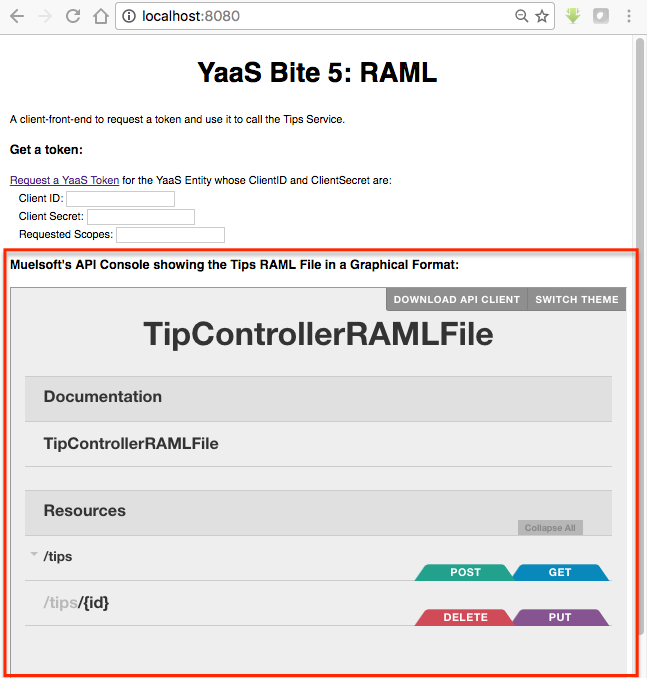 localhost:8080
YaaS Bite 5: RAML
A client-front-end to request a token and use it to call the Tips Service.
Get a token:
Request a YaaS Token for the YaaS Entity whose ClientID and ClientSecret are:
Client ID:
Client Secret:
Requested Scopes:
Muelsoft's API Console showing the Tips RAML File in a Graphical Format:
DOWNLOAD API CLIENT SWITCH THEME
TipControllerRAMLFile
Documentation
TipControllerRAMLFile
Resources
Collapse All
/tips
POST GET
/tips/{id}
DELETE PUT